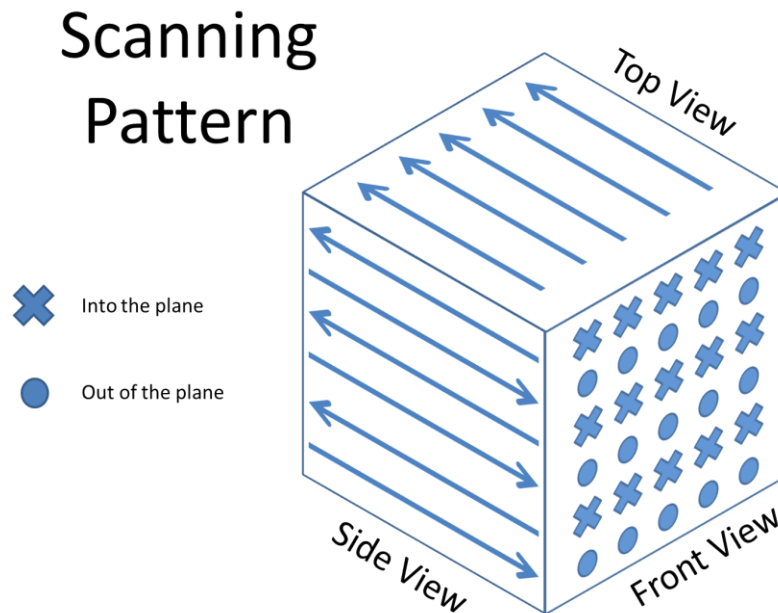 Scanning
Pattern
Top View
Into the plane
Out of the plane
Side View
Front View